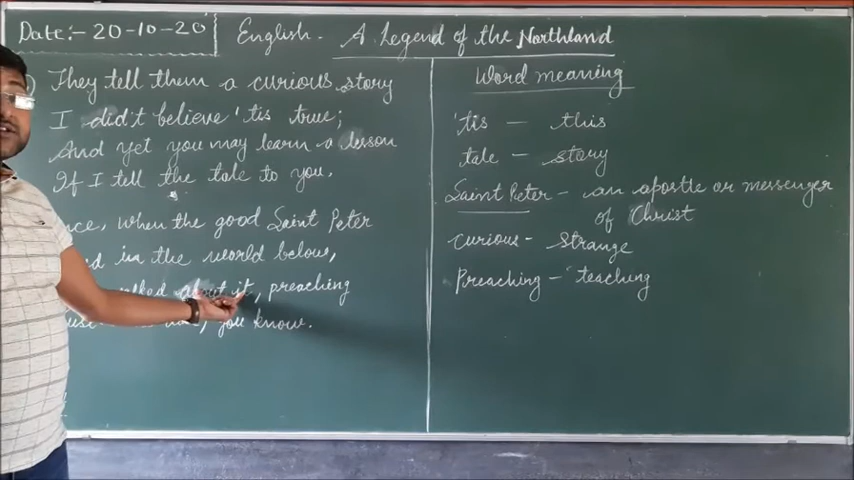 Date:- 20-10-20 English. A Legend of the Northland
They tell them a curious story
I didn't believe 'tis true;
And yet you may learn a lesson
If I tell the tale to you.
when the good Saint Peter
in the world below,
about it, preaching
you know.
Word meaning
'tis - this
tale - story
Saint Peter - an apostle or messenger
of Christ
curious - strange
Preaching - teaching